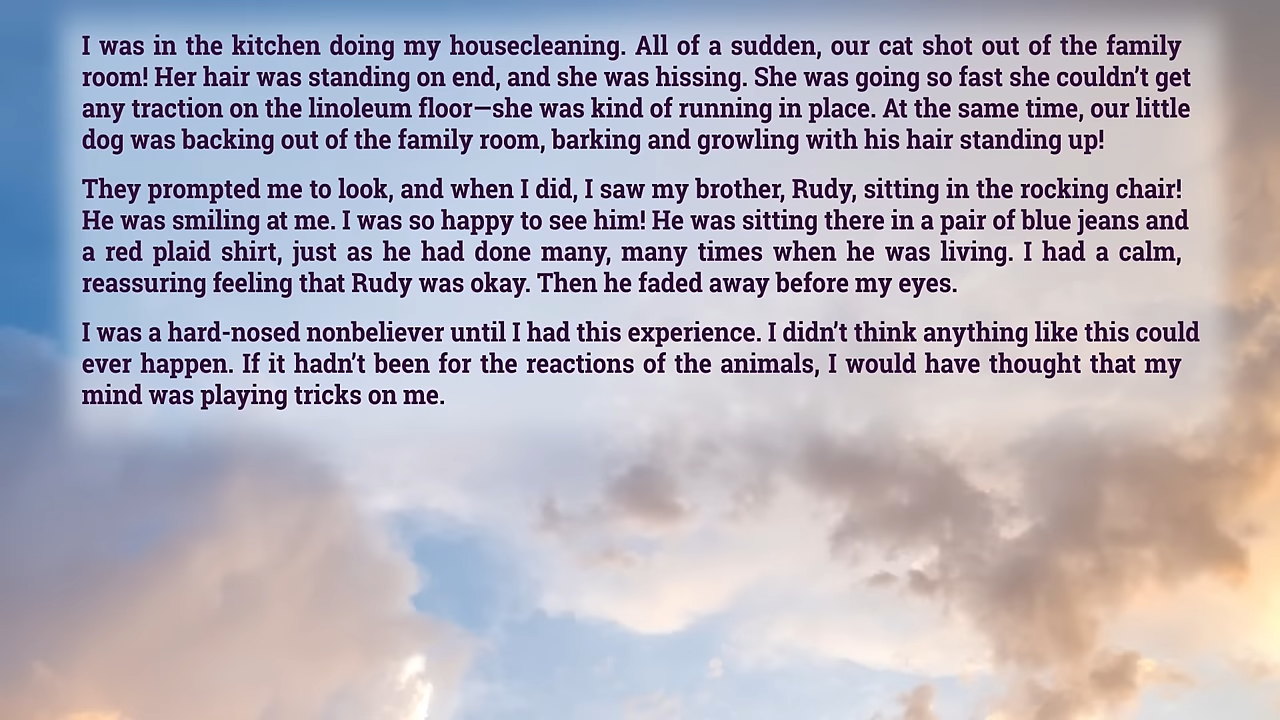 I was in the kitchen doing my housecleaning. All of a sudden, our cat shot out of the family
room! Her hair was standing on end, and she was hissing. She was going so fast she couldn’t get
any traction on the linoleum floor—she was kind of running in place. At the same time, our little
dog was backing out of the family room, barking and growling with his hair standing up!
They prompted me to look, and when I did, I saw my brother, Rudy, sitting in the rocking chair!
He was smiling at me. I was so happy to see him! He was sitting there in a pair of blue jeans and
a red plaid shirt, just as he had done many, many times when he was living. I had a calm,
reassuring feeling that Rudy was okay. Then he faded away before my eyes.
I was a hard-nosed nonbeliever until I had this experience. I didn’t think anything like this could
ever happen. If it hadn’t been for the reactions of the animals, I would have thought that my
mind was playing tricks on me.